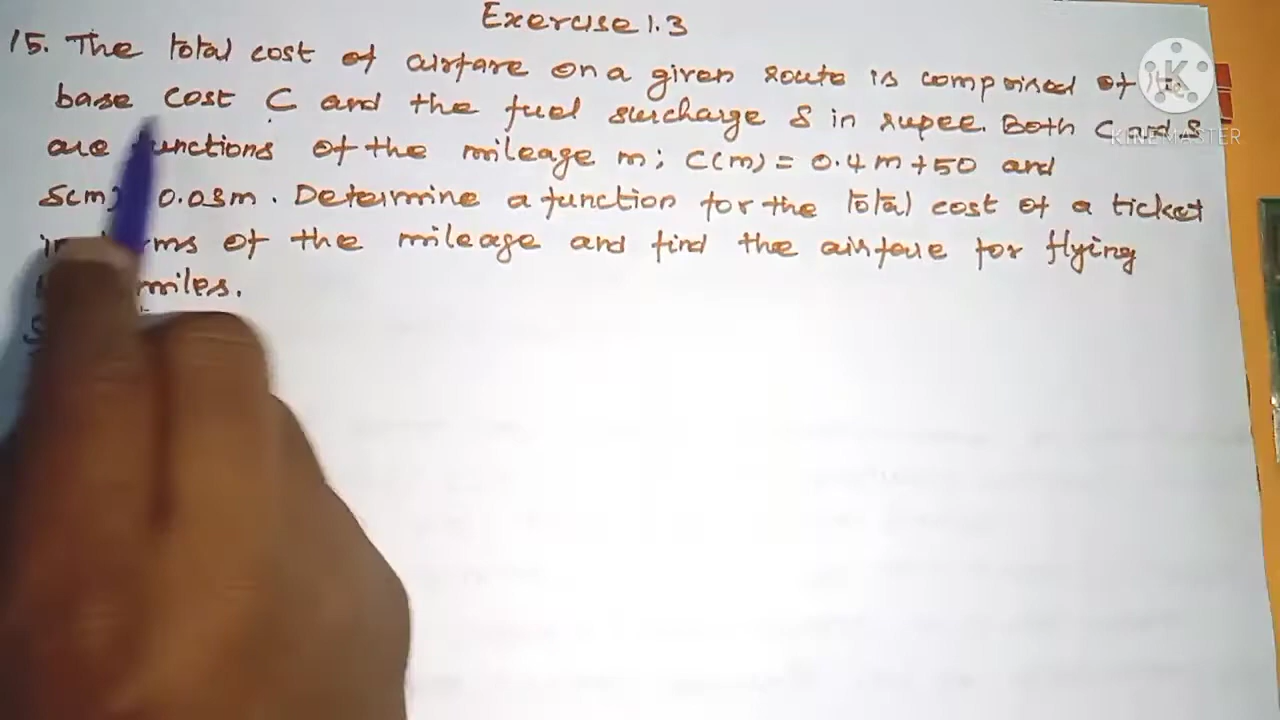 Exercise 1.3
15. The total cost of airfare on a given route is comprised of the
base cost C and the fuel surcharge S in rupee. Both C and S
are functions of the mileage m; C(m) = 0.4m + 50 and
S(m) 0.03m. Determine a function for the total cost of a ticket
of the mileage and find the airfare for flying
miles.
KINEMASTER